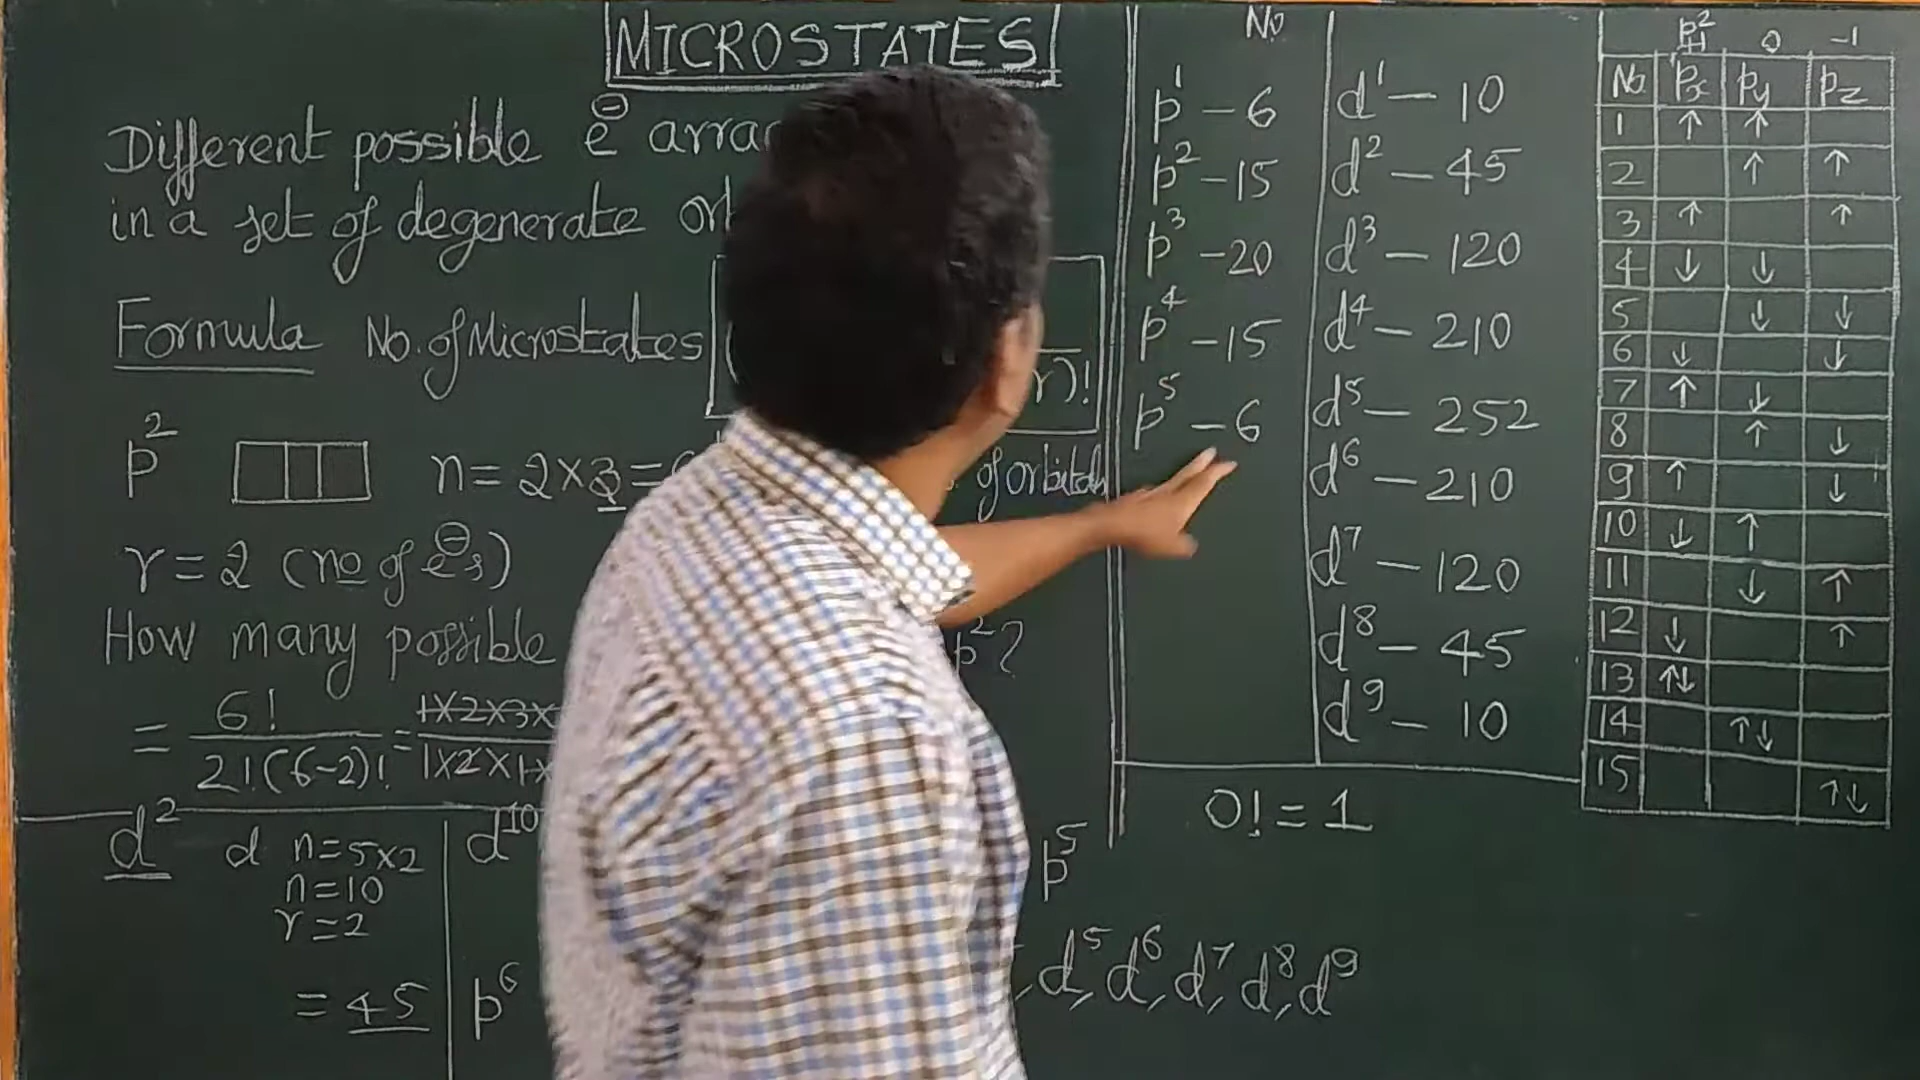 MICROSTATES
Different possible e⊖
in a set of degenerate
Formula No. of Microstates
r)!
p² n = 2×3 = of orbitals
r = 2 (no of e⊖s)
How many possible p²?
= 6! / 2!(6-2)! = 1×2×3× / 1×2×1×
d² d n = 5×2
n = 10
r = 2
= 45
d¹⁰
p⁶
p⁵
, d⁵, d⁶, d⁷, d⁸, d⁹
No
p¹ - 6 d¹ - 10
p² - 15 d² - 45
p³ - 20 d³ - 120
p⁴ - 15 d⁴ - 210
p⁵ - 6 d⁵ - 252
d⁶ - 210
d⁷ - 120
d⁸ - 45
d⁹ - 10
0! = 1
p²
+1 0 -1
No px py pz
1 ↑ ↑
2 ↑ ↑
3 ↑ ↑
4 ↓ ↓
5 ↓ ↓
6 ↓ ↓
7 ↑ ↓
8 ↑ ↓
9 ↑ ↓
10 ↓ ↑
11 ↓ ↑
12 ↓ ↑
13 ↑↓
14 ↑↓
15 ↑↓